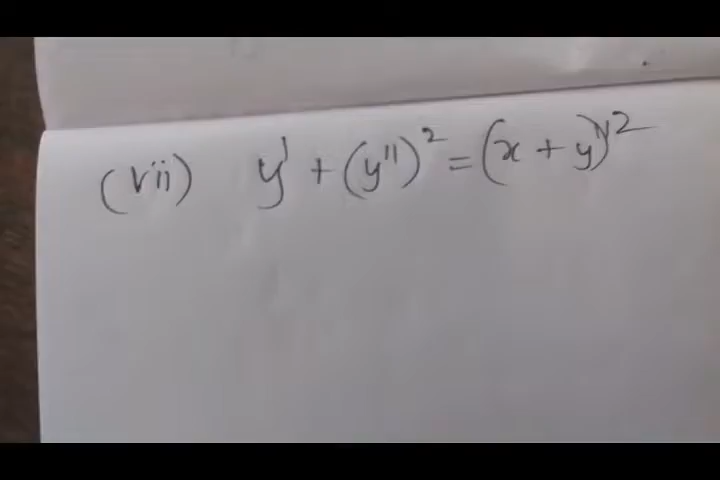 (vii) y' + (y'')² = (x + y'')²